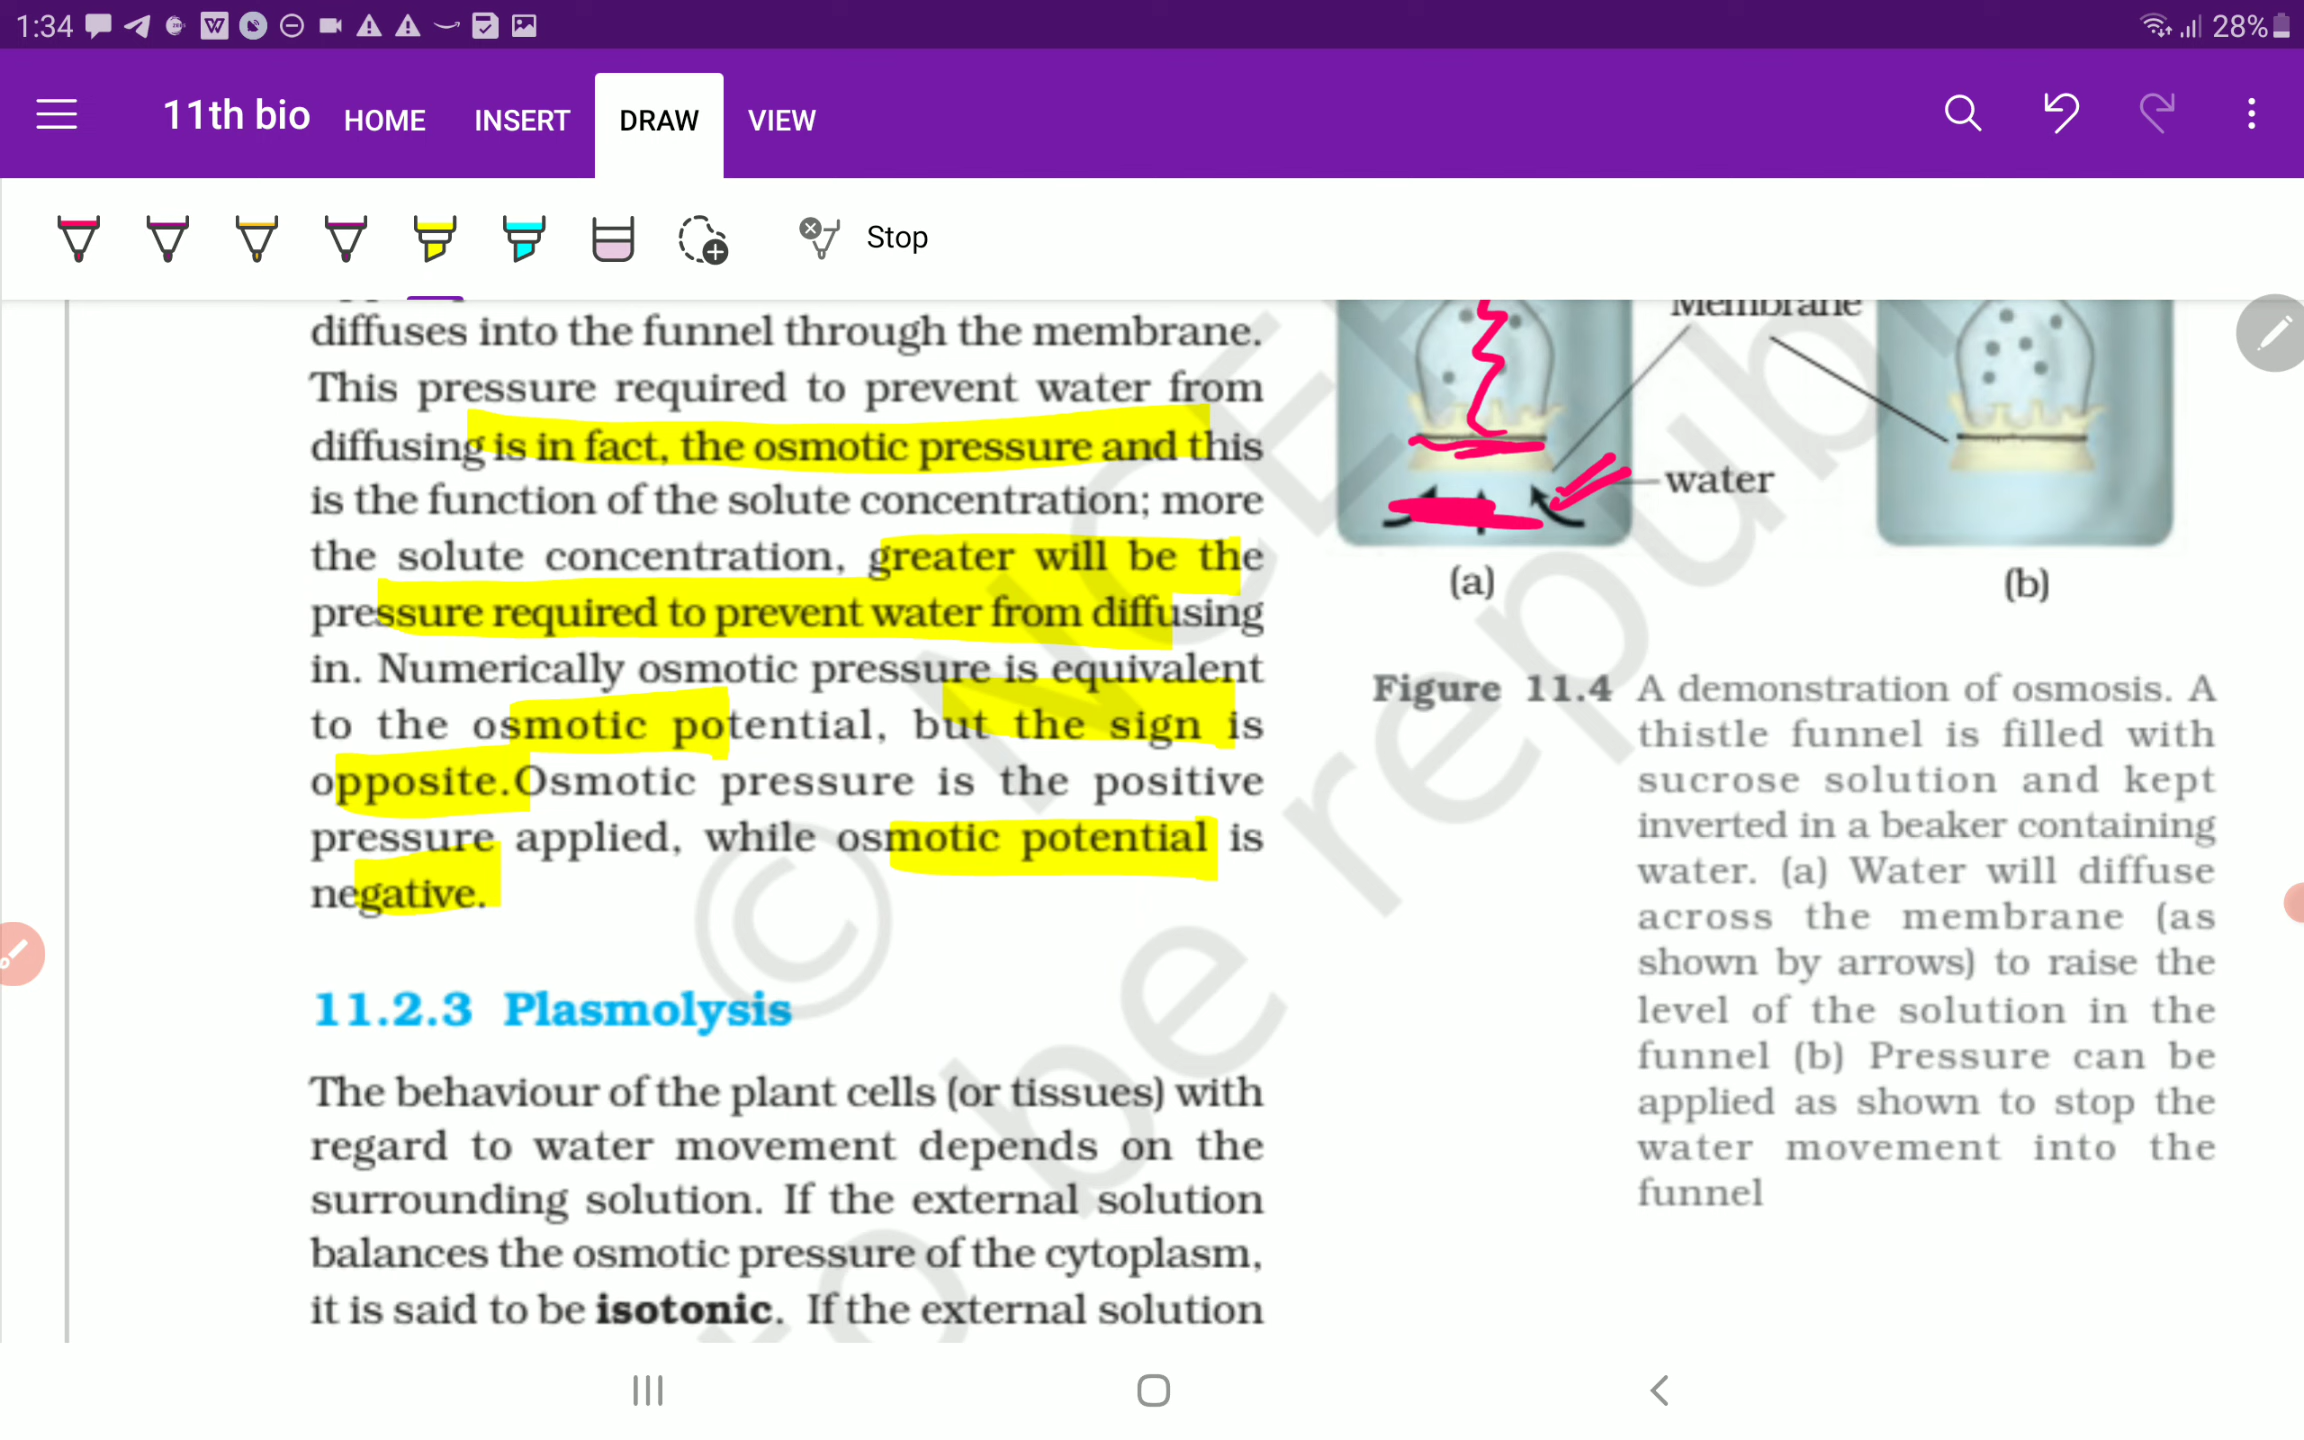 1:34
28%
11th bio HOME INSERT DRAW VIEW
Stop
diffuses into the funnel through the membrane.
This pressure required to prevent water from
diffusing is in fact, the osmotic pressure and this
is the function of the solute concentration; more
the solute concentration, greater will be the
pressure required to prevent water from diffusing
in. Numerically osmotic pressure is equivalent
to the osmotic potential, but the sign is
opposite.Osmotic pressure is the positive
pressure applied, while osmotic potential is
negative.
11.2.3 Plasmolysis
The behaviour of the plant cells (or tissues) with
regard to water movement depends on the
surrounding solution. If the external solution
balances the osmotic pressure of the cytoplasm,
it is said to be isotonic. If the external solution
Membrane
water
(a)
(b)
Figure 11.4 A demonstration of osmosis. A
thistle funnel is filled with
sucrose solution and kept
inverted in a beaker containing
water. (a) Water will diffuse
across the membrane (as
shown by arrows) to raise the
level of the solution in the
funnel (b) Pressure can be
applied as shown to stop the
water movement into the
funnel
© NCE
to be republ